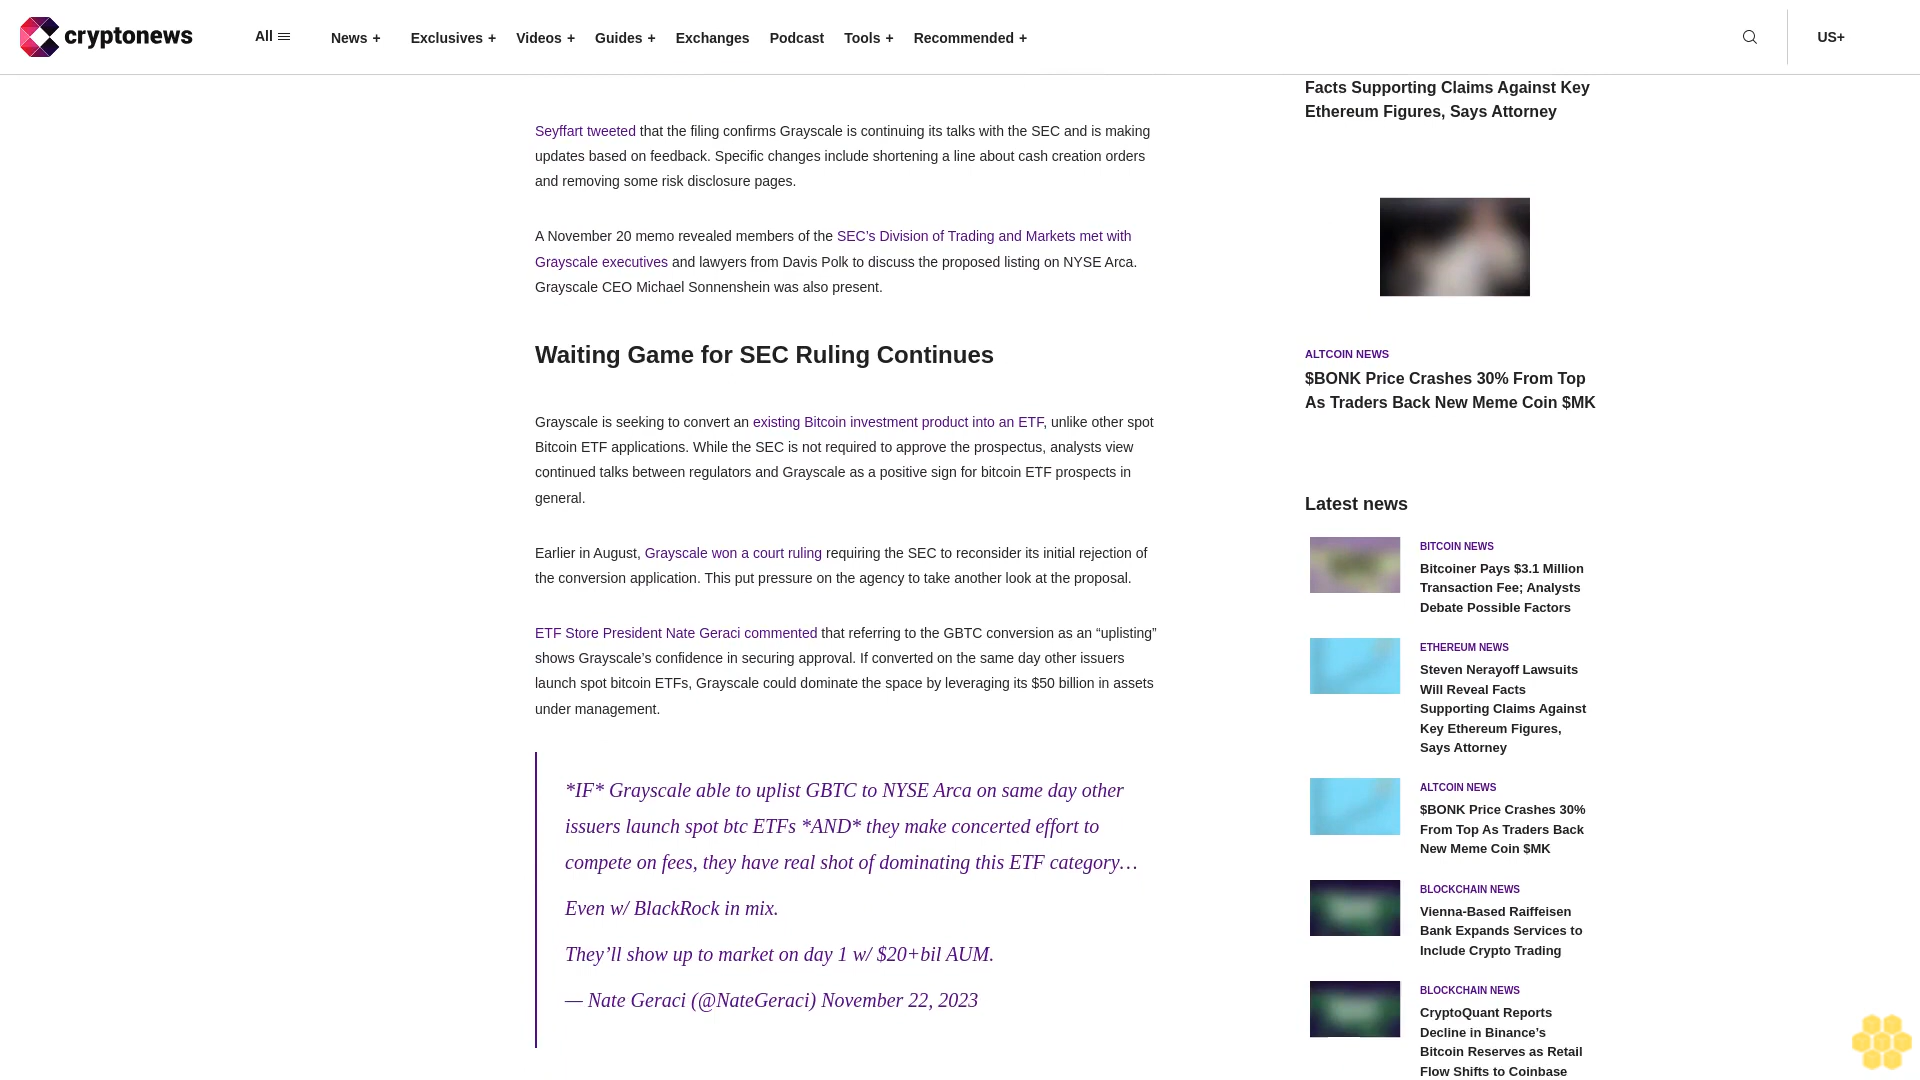 cryptonews
All
News +
Exclusives +
Videos +
Guides +
Exchanges
Podcast
Tools +
Recommended +
US+
Seyffart tweeted that the filing confirms Grayscale is continuing its talks with the SEC and is making
updates based on feedback. Specific changes include shortening a line about cash creation orders
and removing some risk disclosure pages.
A November 20 memo revealed members of the SEC’s Division of Trading and Markets met with
Grayscale executives and lawyers from Davis Polk to discuss the proposed listing on NYSE Arca.
Grayscale CEO Michael Sonnenshein was also present.
Waiting Game for SEC Ruling Continues
Grayscale is seeking to convert an existing Bitcoin investment product into an ETF, unlike other spot
Bitcoin ETF applications. While the SEC is not required to approve the prospectus, analysts view
continued talks between regulators and Grayscale as a positive sign for bitcoin ETF prospects in
general.
Earlier in August, Grayscale won a court ruling requiring the SEC to reconsider its initial rejection of
the conversion application. This put pressure on the agency to take another look at the proposal.
ETF Store President Nate Geraci commented that referring to the GBTC conversion as an “uplisting”
shows Grayscale’s confidence in securing approval. If converted on the same day other issuers
launch spot bitcoin ETFs, Grayscale could dominate the space by leveraging its $50 billion in assets
under management.
*IF* Grayscale able to uplist GBTC to NYSE Arca on same day other
issuers launch spot btc ETFs *AND* they make concerted effort to
compete on fees, they have real shot of dominating this ETF category…
Even w/ BlackRock in mix.
They’ll show up to market on day 1 w/ $20+bil AUM.
— Nate Geraci (@NateGeraci) November 22, 2023
Facts Supporting Claims Against Key
Ethereum Figures, Says Attorney
ALTCOIN NEWS
$BONK Price Crashes 30% From Top
As Traders Back New Meme Coin $MK
Latest news
BITCOIN NEWS
Bitcoiner Pays $3.1 Million
Transaction Fee; Analysts
Debate Possible Factors
ETHEREUM NEWS
Steven Nerayoff Lawsuits
Will Reveal Facts
Supporting Claims Against
Key Ethereum Figures,
Says Attorney
ALTCOIN NEWS
$BONK Price Crashes 30%
From Top As Traders Back
New Meme Coin $MK
BLOCKCHAIN NEWS
Vienna-Based Raiffeisen
Bank Expands Services to
Include Crypto Trading
BLOCKCHAIN NEWS
CryptoQuant Reports
Decline in Binance’s
Bitcoin Reserves as Retail
Flow Shifts to Coinbase